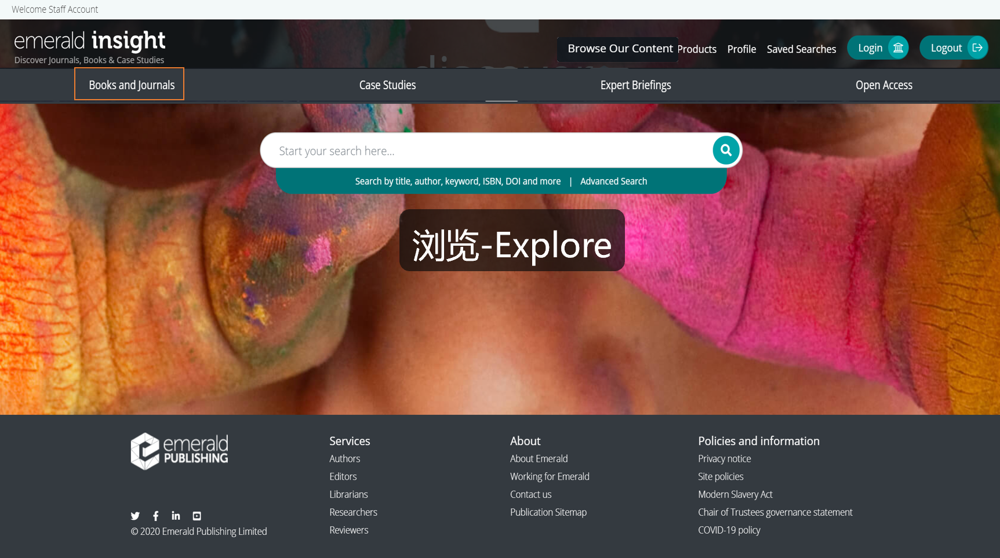 Welcome Staff Account
emerald insight
Discover Journals, Books & Case Studies
Browse Our Content Products Profile Saved Searches Login Logout
Books and Journals Case Studies Expert Briefings Open Access
Start your search here...
Search by title, author, keyword, ISBN, DOI and more | Advanced Search
浏览-Explore
emerald
PUBLISHING
© 2020 Emerald Publishing Limited
Services
Authors
Editors
Librarians
Researchers
Reviewers
About
About Emerald
Working for Emerald
Contact us
Publication Sitemap
Policies and information
Privacy notice
Site policies
Modern Slavery Act
Chair of Trustees governance statement
COVID-19 policy